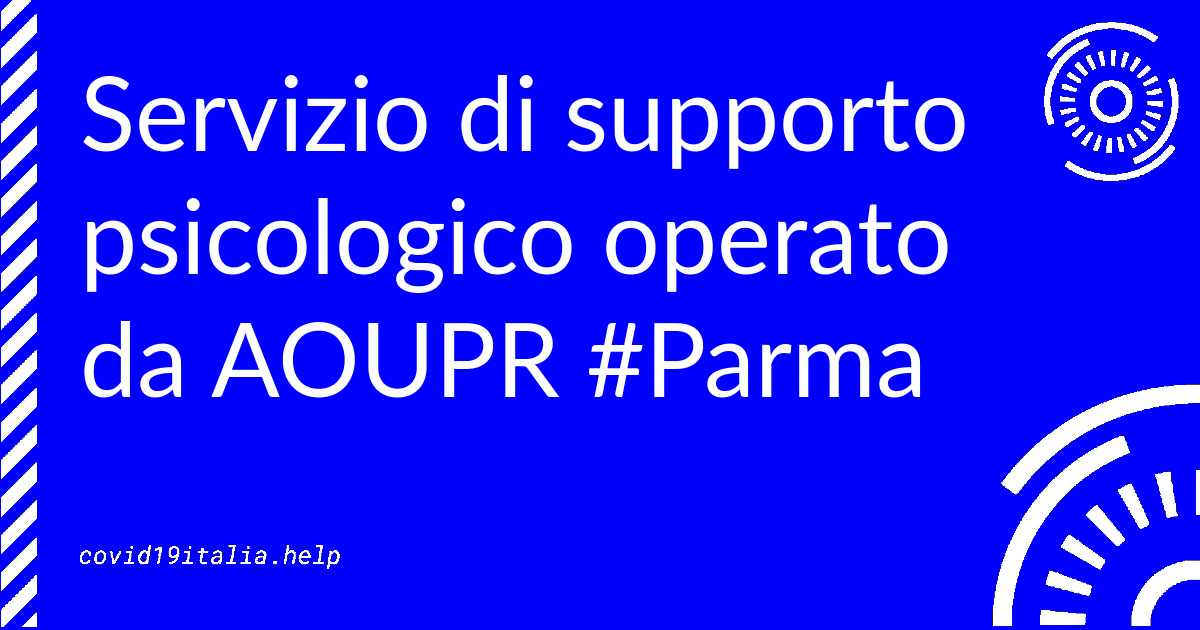 Servizio di supporto
psicologico operato
da AOUPR #Parma
covid19italia.help